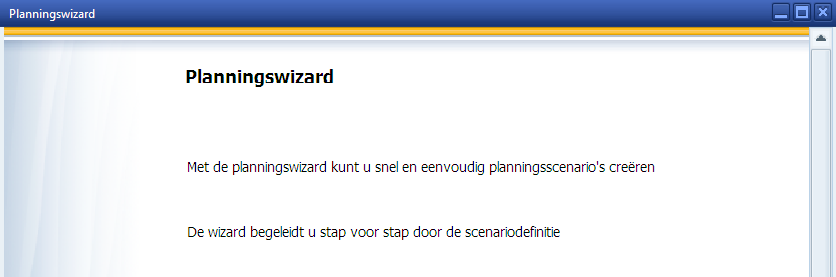 Planningswizard
Planningswizard
Met de planningswizard kunt u snel en eenvoudig planningsscenario's creëren
De wizard begeleidt u stap voor stap door de scenariodefinitie